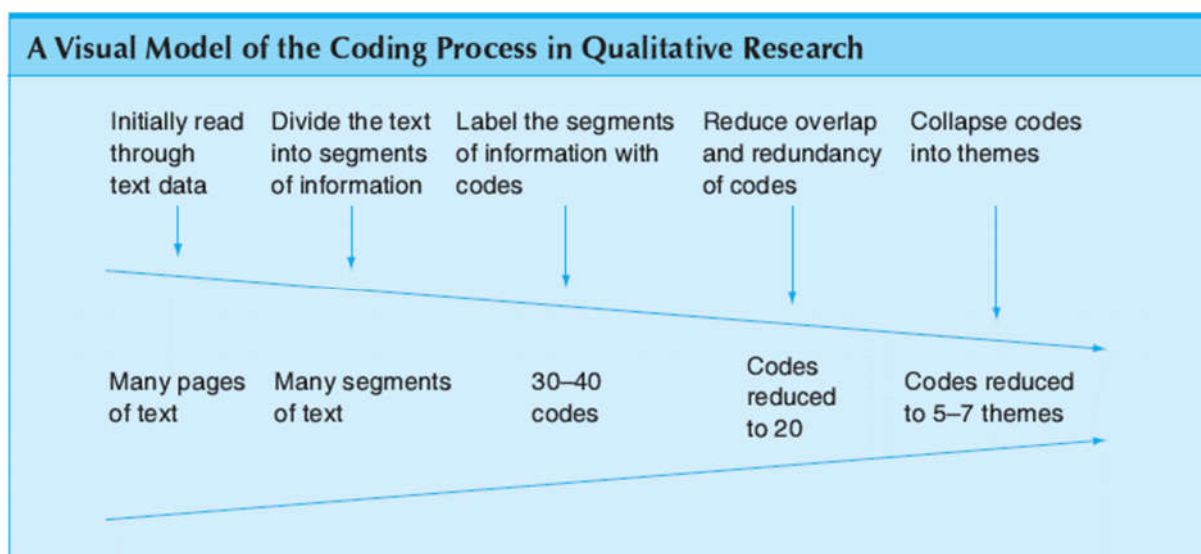 A Visual Model of the Coding Process in Qualitative Research
Initially read
through
text data
Divide the text
into segments
of information
Label the segments
of information with
codes
Reduce overlap
and redundancy
of codes
Collapse codes
into themes
Many pages
of text
Many segments
of text
30–40
codes
Codes
reduced
to 20
Codes reduced
to 5–7 themes